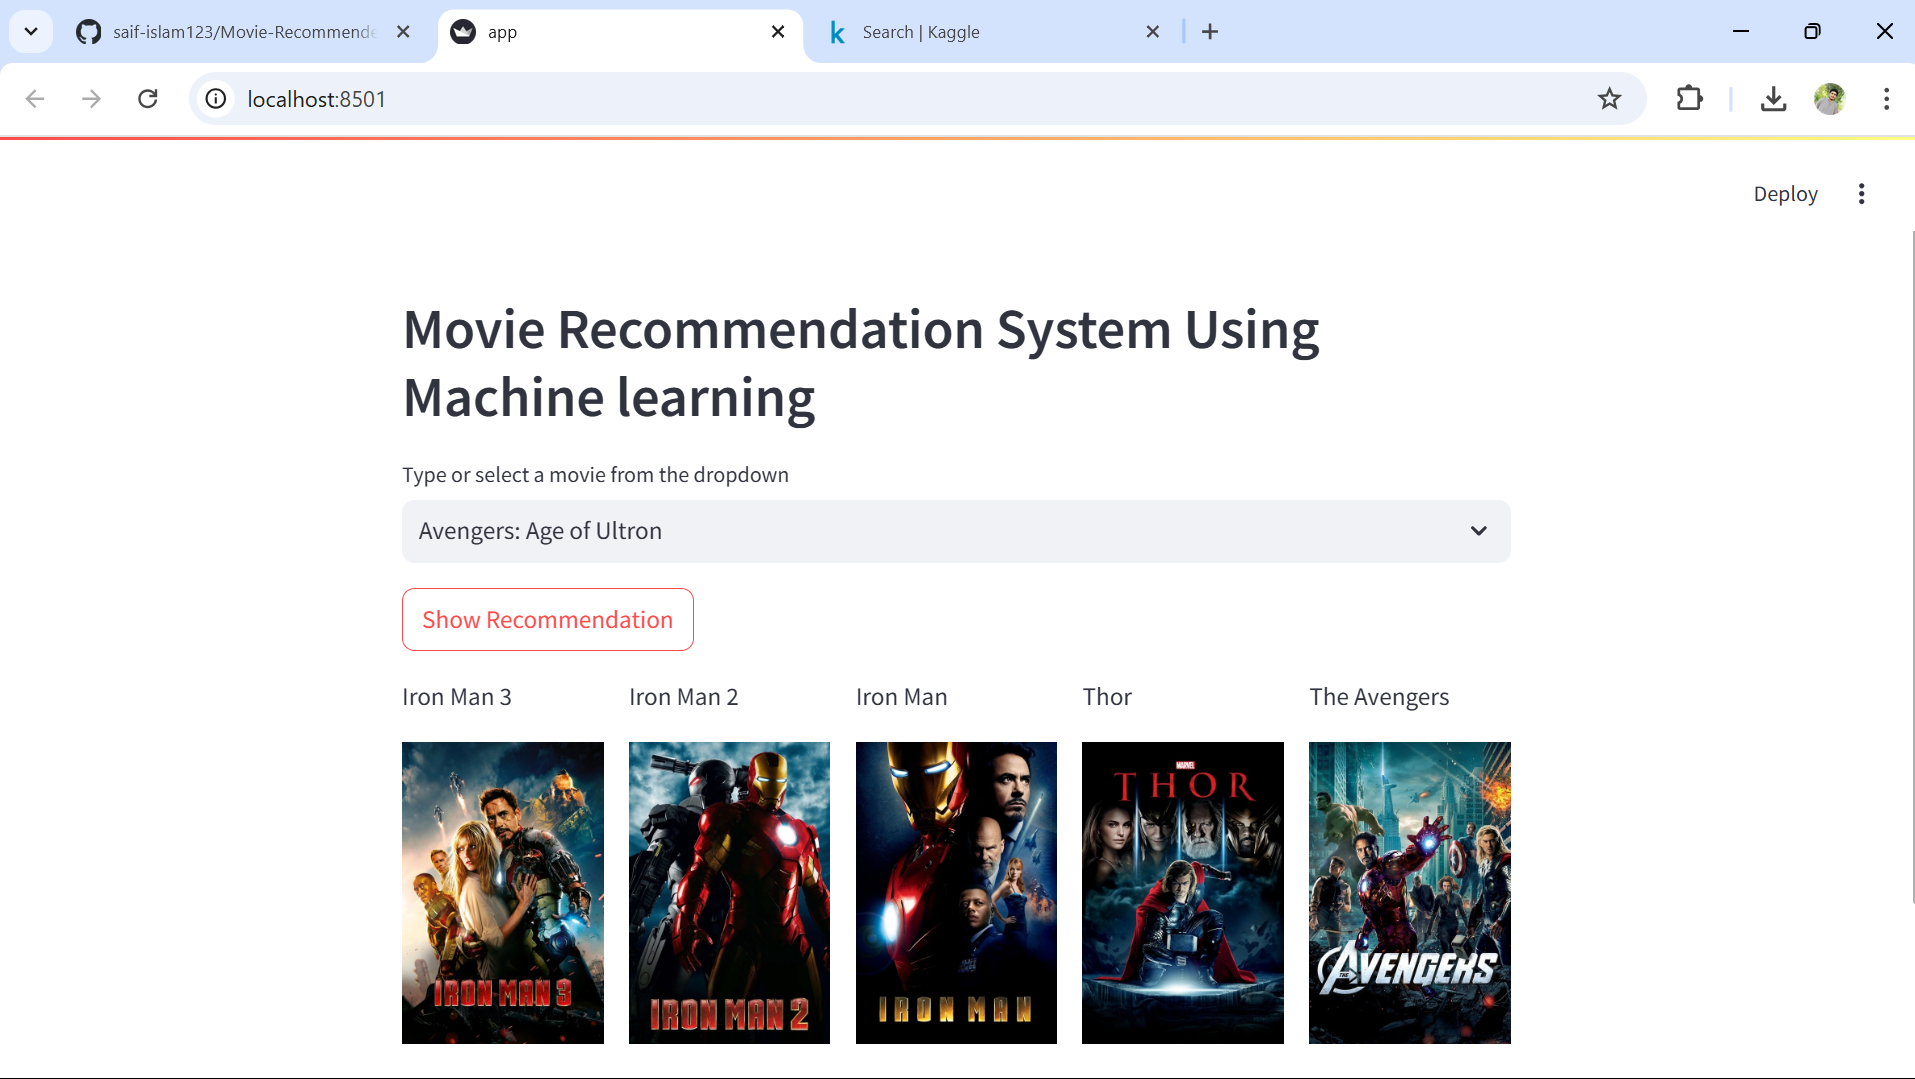 saif-islam123/Movie-Recommende
app
Search | Kaggle
localhost:8501
Deploy
Movie Recommendation System Using
Machine learning
Type or select a movie from the dropdown
Avengers: Age of Ultron
Show Recommendation
Iron Man 3
Iron Man 2
Iron Man
Thor
The Avengers
IRON MAN 3
IRON MAN 2
IRON MAN
MARVEL
THOR
THE AVENGERS